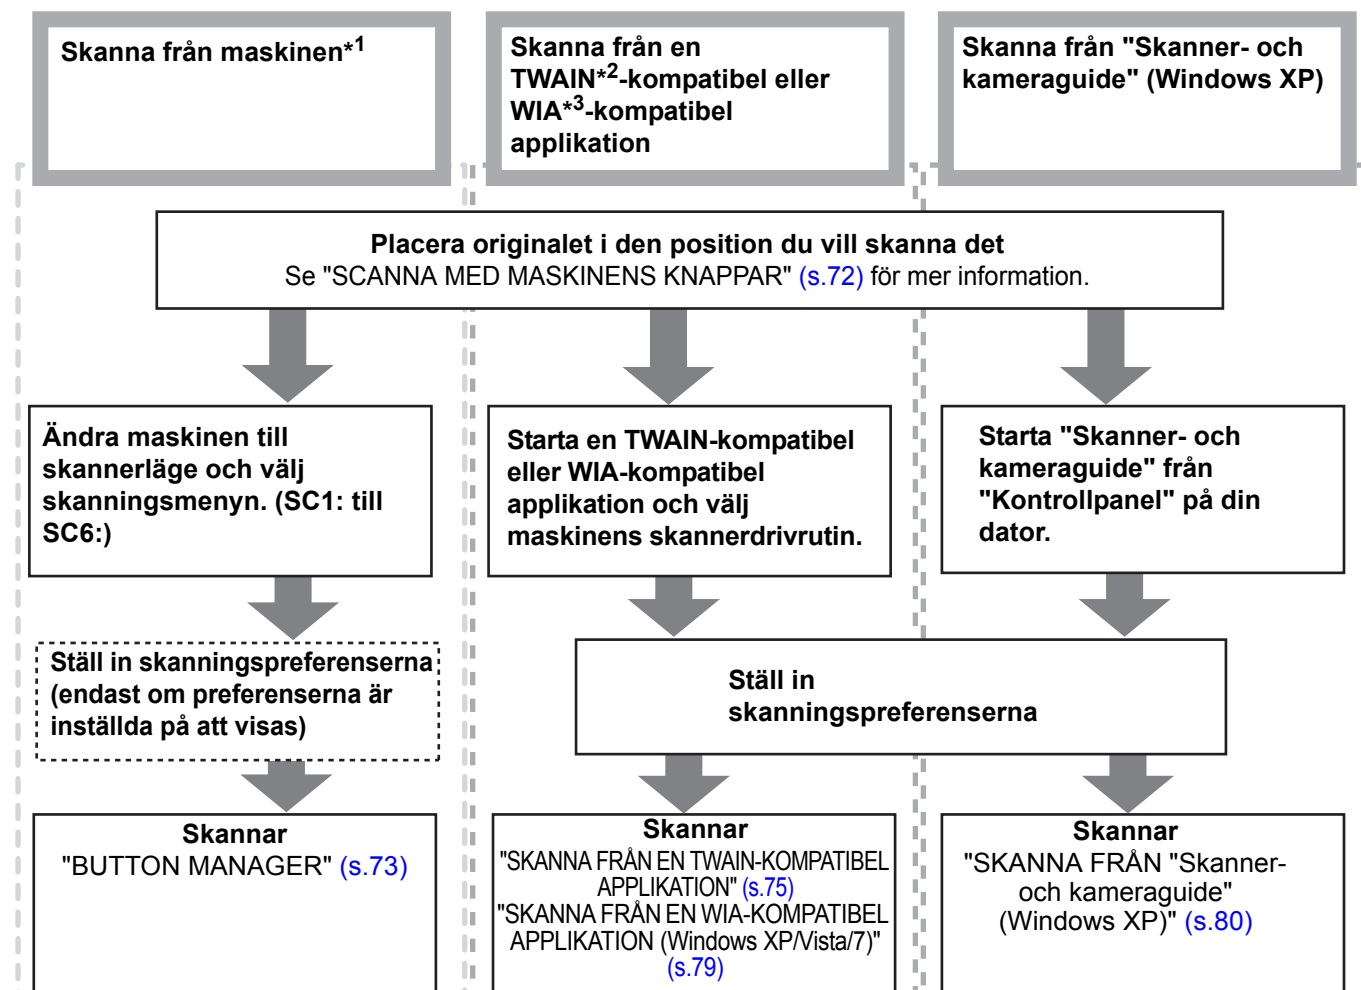 Skanna från maskinen*1
Skanna från en
TWAIN*2-kompatibel eller
WIA*3-kompatibel
applikation
Skanna från "Skanner- och
kameraguide" (Windows XP)
Placera originalet i den position du vill skanna det
Se "SCANNA MED MASKINENS KNAPPAR" (s.72) för mer information.
Ändra maskinen till
skannerläge och välj
skanningsmenyn. (SC1: till
SC6:)
Starta en TWAIN-kompatibel
eller WIA-kompatibel
applikation och välj
maskinens skannerdrivrutin.
Starta "Skanner- och
kameraguide" från
"Kontrollpanel" på din
dator.
Ställ in skanningspreferenserna
(endast om preferenserna är
inställda på att visas)
Ställ in
skanningspreferenserna
Skannar
"BUTTON MANAGER" (s.73)
Skannar
"SKANNA FRÅN EN TWAIN-KOMPATIBEL
APPLIKATION" (s.75)
"SKANNA FRÅN EN WIA-KOMPATIBEL
APPLIKATION (Windows XP/Vista/7)"
(s.79)
Skannar
"SKANNA FRÅN "Skanner-
och kameraguide"
(Windows XP)" (s.80)